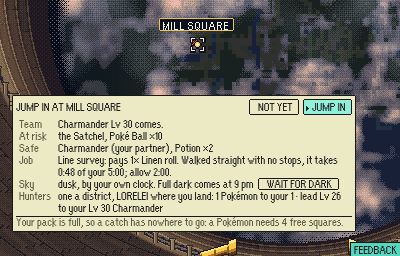 MILL SQUARE
JUMP IN AT MILL SQUARE
NOT YET
JUMP IN
Team Charmander Lv 30 comes.
At risk the Satchel, Poké Ball ×10
Safe Charmander (your partner), Potion ×2
Job Line survey: pays 1× Linen roll. Walked straight with no stops, it takes
0:48 of your 5:00; allow 2:00.
Sky dusk, by your own clock. Full dark comes at 9 pm WAIT FOR DARK
Hunters one a district, LORELEI where you land: 1 Pokémon to your 1 · lead Lv 26
to your Lv 30 Charmander
Your pack is full, so a catch has nowhere to go: a Pokémon needs 4 free squares.
FEEDBACK